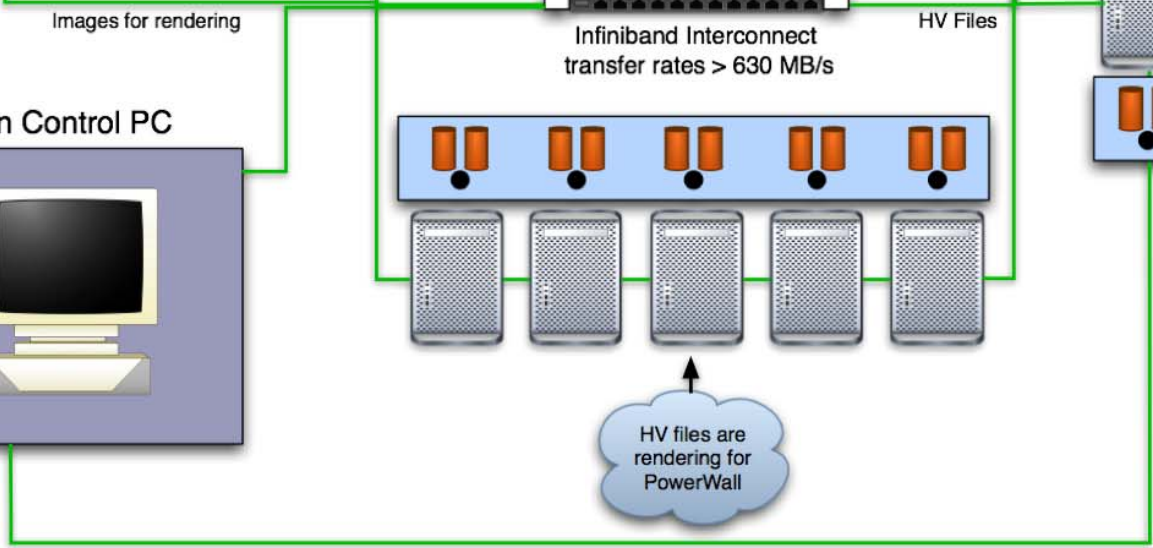 Images for rendering
HV Files
Infiniband Interconnect
transfer rates > 630 MB/s
n Control PC
HV files are
rendering for
PowerWall